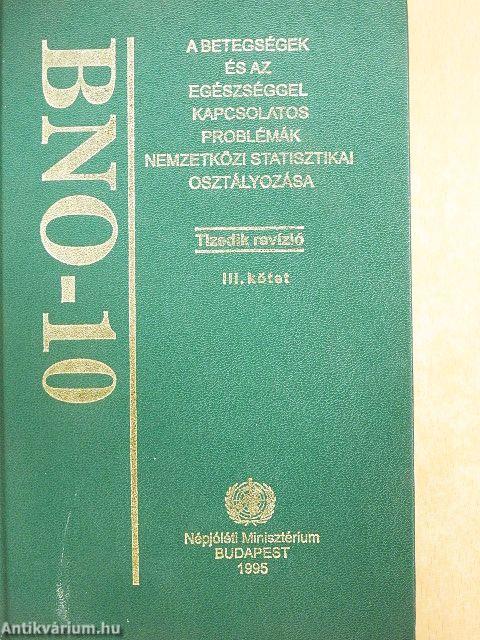 BNO-10
A BETEGSÉGEK
ÉS AZ
EGÉSZSÉGGEL
KAPCSOLATOS
PROBLÉMÁK
NEMZETKÖZI STATISZTIKAI
OSZTÁLYOZÁSA
Tizedik revízió
III. kötet
Népjóléti Minisztérium
BUDAPEST
1995
Antikvárium.hu